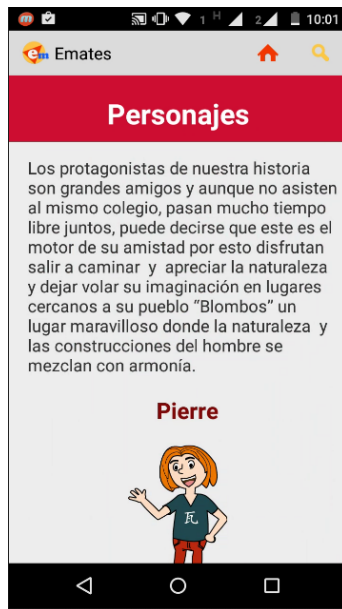 1 H 2 10:01
Emates
Personajes
Los protagonistas de nuestra historia
son grandes amigos y aunque no asisten
al mismo colegio, pasan mucho tiempo
libre juntos, puede decirse que este es el
motor de su amistad por esto disfrutan
salir a caminar y apreciar la naturaleza
y dejar volar su imaginación en lugares
cercanos a su pueblo “Blombos” un
lugar maravilloso donde la naturaleza y
las construcciones del hombre se
mezclan con armonía.
Pierre